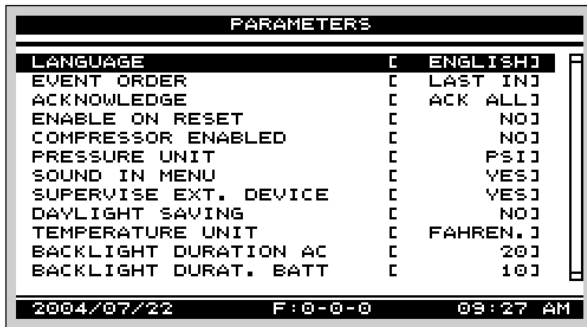 PARAMETERS
LANGUAGE [ ENGLISH]
EVENT ORDER [ LAST IN]
ACKNOWLEDGE [ ACK ALL]
ENABLE ON RESET [ NO]
COMPRESSOR ENABLED [ NO]
PRESSURE UNIT [ PSI]
SOUND IN MENU [ YES]
SUPERVISE EXT. DEVICE [ YES]
DAYLIGHT SAVING [ NO]
TEMPERATURE UNIT [ FAHREN.]
BACKLIGHT DURATION AC [ 20]
BACKLIGHT DURAT. BATT [ 10]
2004/07/22 F:0-0-0 09:27 AM